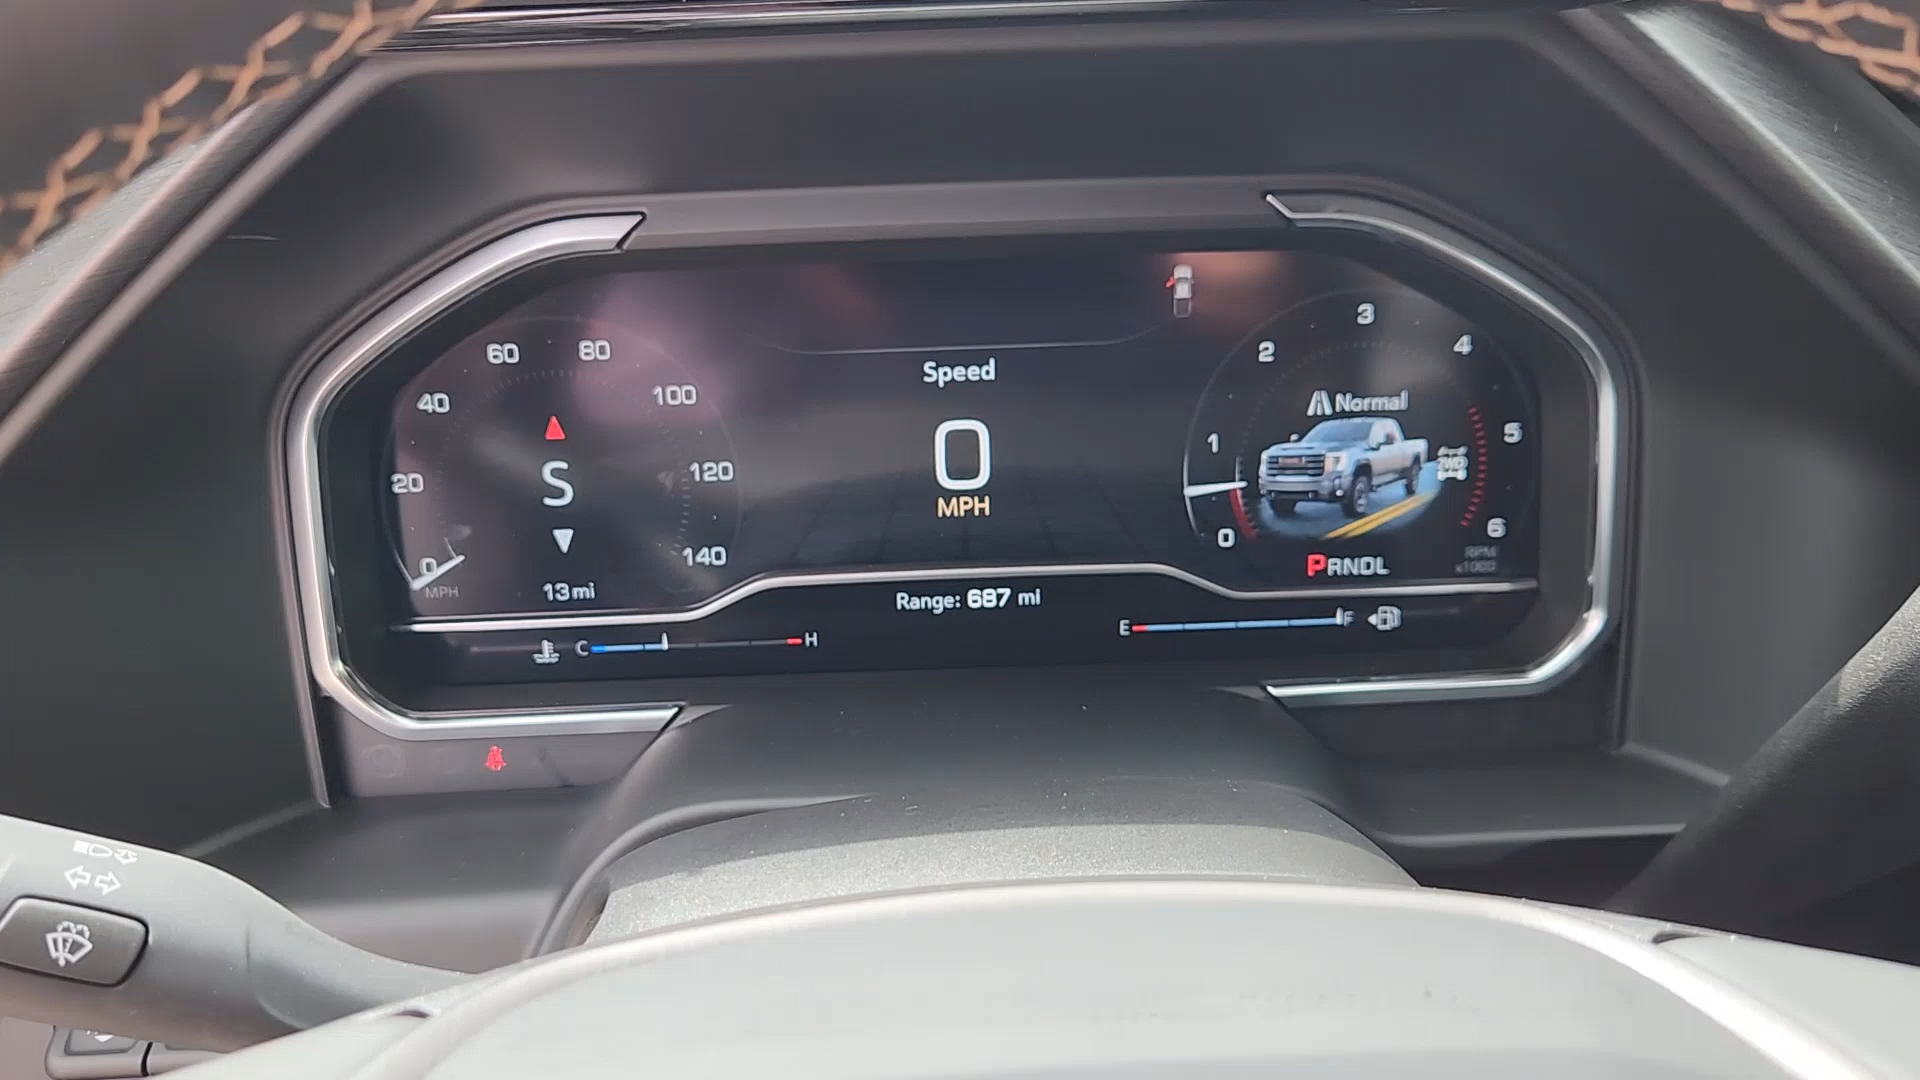 60 80
40 100
20 120
0 140
MPH
S
13 mi
Speed
0
MPH
Range: 687 mi
C H
E F
3
2 4
1 5
0 6
Normal
2WD
PRNDL
RPM
x1000